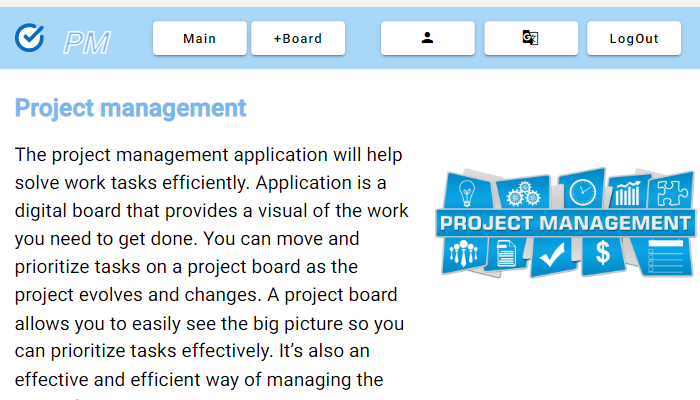 PM
Main
+Board
LogOut
Project management
The project management application will help
solve work tasks efficiently. Application is a
digital board that provides a visual of the work
you need to get done. You can move and
prioritize tasks on a project board as the
project evolves and changes. A project board
allows you to easily see the big picture so you
can prioritize tasks effectively. It’s also an
effective and efficient way of managing the
PROJECT MANAGEMENT
$